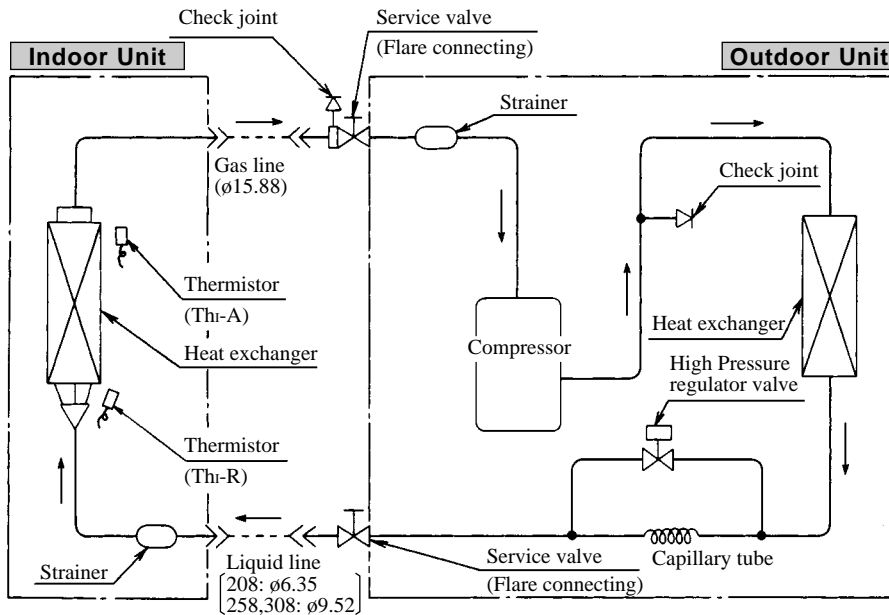 Check joint
Service valve
(Flare connecting)
Indoor Unit
Outdoor Unit
Strainer
Gas line
(ø15.88)
Check joint
Thermistor
(ThI-A)
Heat exchanger
Compressor
Heat exchanger
High Pressure
regulator valve
Thermistor
(ThI-R)
Strainer
Liquid line
208: ø6.35
258,308: ø9.52
Service valve
(Flare connecting)
Capillary tube